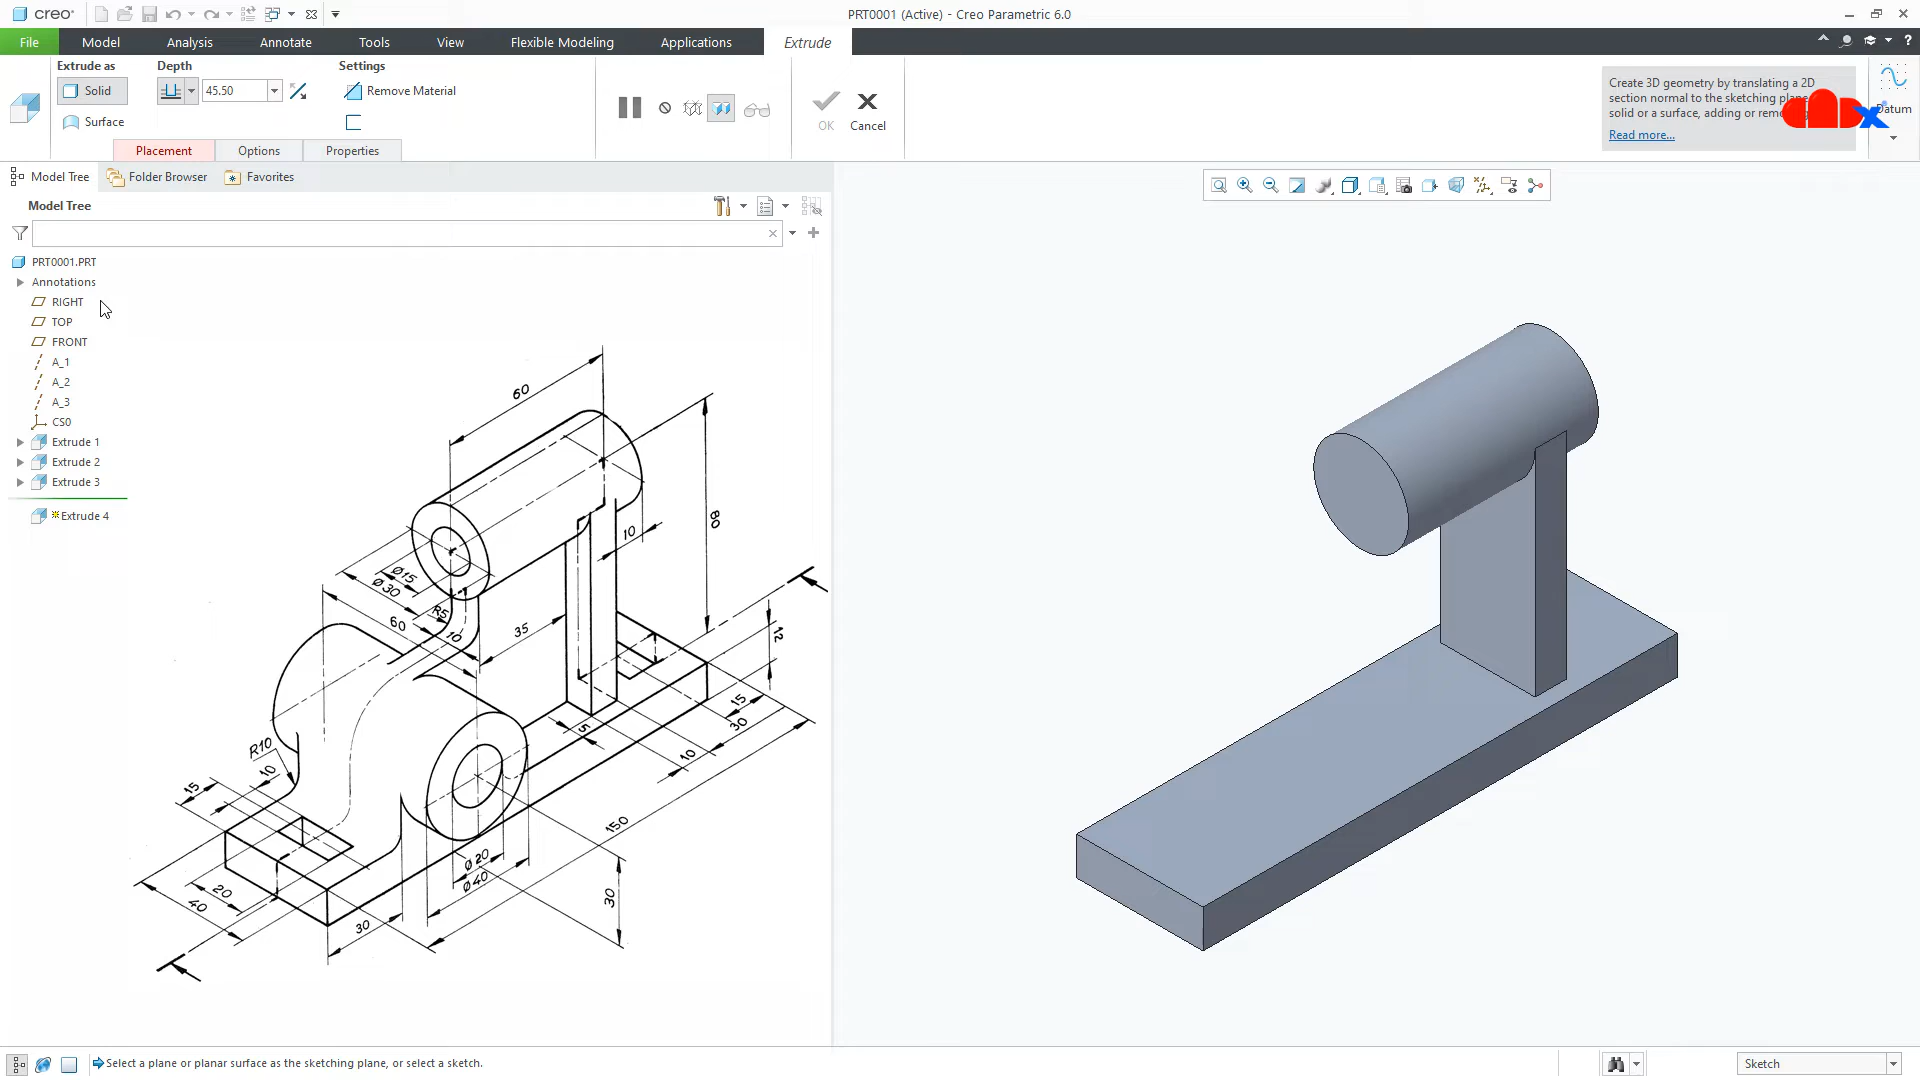 creo®
PRT0001 (Active) - Creo Parametric 6.0
File Model Analysis Annotate Tools View Flexible Modeling Applications Extrude
Extrude as Depth Settings
Solid 45.50 Remove Material
Surface
OK Cancel
Placement Options Properties
Create 3D geometry by translating a 2D
section normal to the sketching plane
solid or a surface, adding or
Read more...
Datum
Model Tree Folder Browser Favorites
Model Tree
PRT0001.PRT
Annotations
RIGHT
TOP
FRONT
A_1
A_2
A_3
CS0
Extrude 1
Extrude 2
Extrude 3
Extrude 4
60
80
10
Ø15
Ø30
R5
60
10
35
12
15
30
5
10
R10
10
15
150
Ø20
Ø40
20
40
30
30
Select a plane or planar surface as the sketching plane, or select a sketch.
Sketch